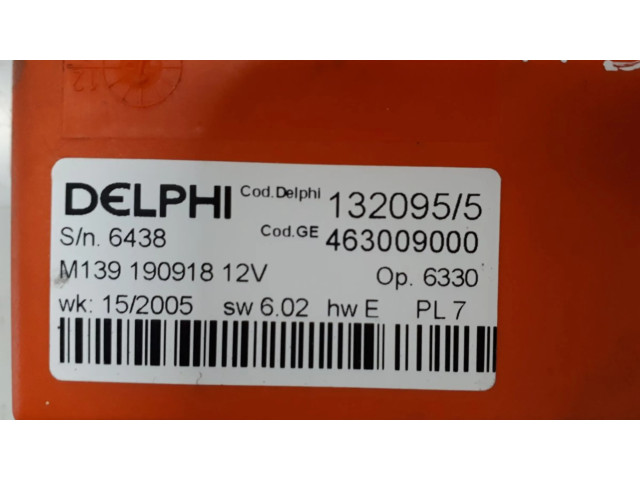 12
DELPHI Cod.Delphi 132095/5
S/n. 6438 Cod.GE 463009000
M139 190918 12V Op. 6330
wk: 15/2005 sw 6.02 hw E PL 7